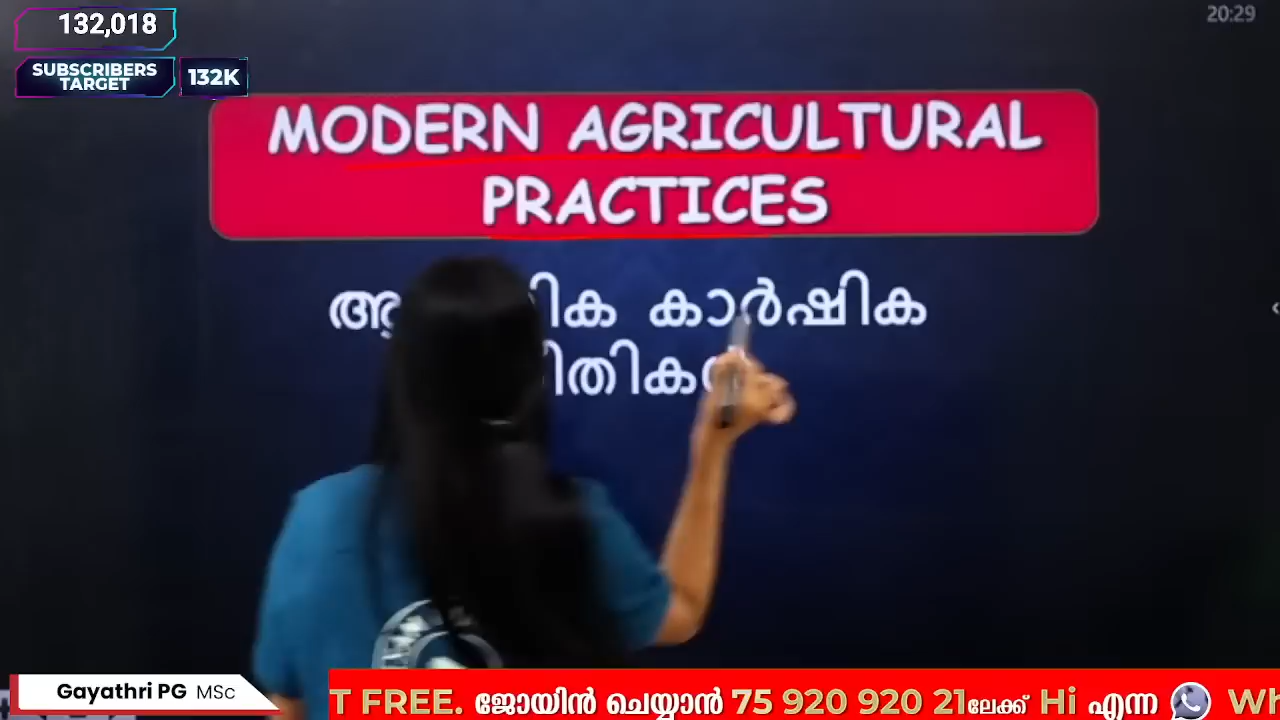 132,018
20:29
SUBSCRIBERS
TARGET
132K
MODERN AGRICULTURAL
PRACTICES
കാർഷിക
Gayathri PG MSc
T FREE. ജോയിൻ ചെയ്യാൻ 75 920 920 21ലേക്ക് Hi എന്ന